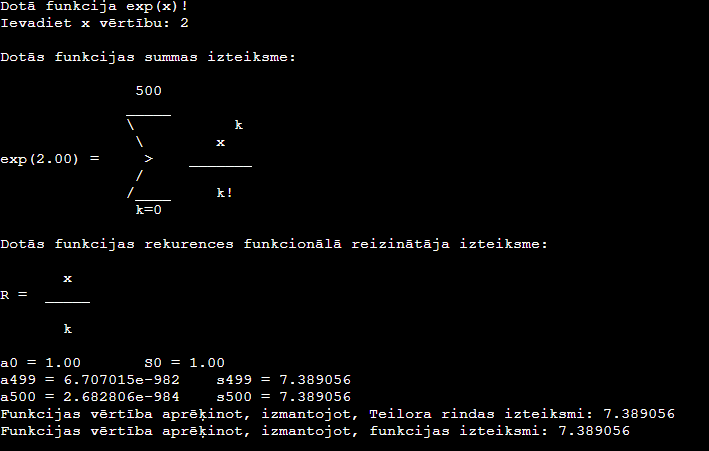 Dotā funkcija exp(x)!
Ievadiet x vērtību: 2
Dotās funkcijas summas izteiksme:
500
_____
\ k
\ x
exp(2.00) = > _______
/
/____ k!
k=0
Dotās funkcijas rekurences funkcionālā reizinātāja izteiksme:
x
R = _____
k
a0 = 1.00 S0 = 1.00
a499 = 6.707015e-982 s499 = 7.389056
a500 = 2.682806e-984 s500 = 7.389056
Funkcijas vērtība aprēķinot, izmantojot, Teilora rindas izteiksmi: 7.389056
Funkcijas vērtība aprēķinot, izmantojot, funkcijas izteiksmi: 7.389056